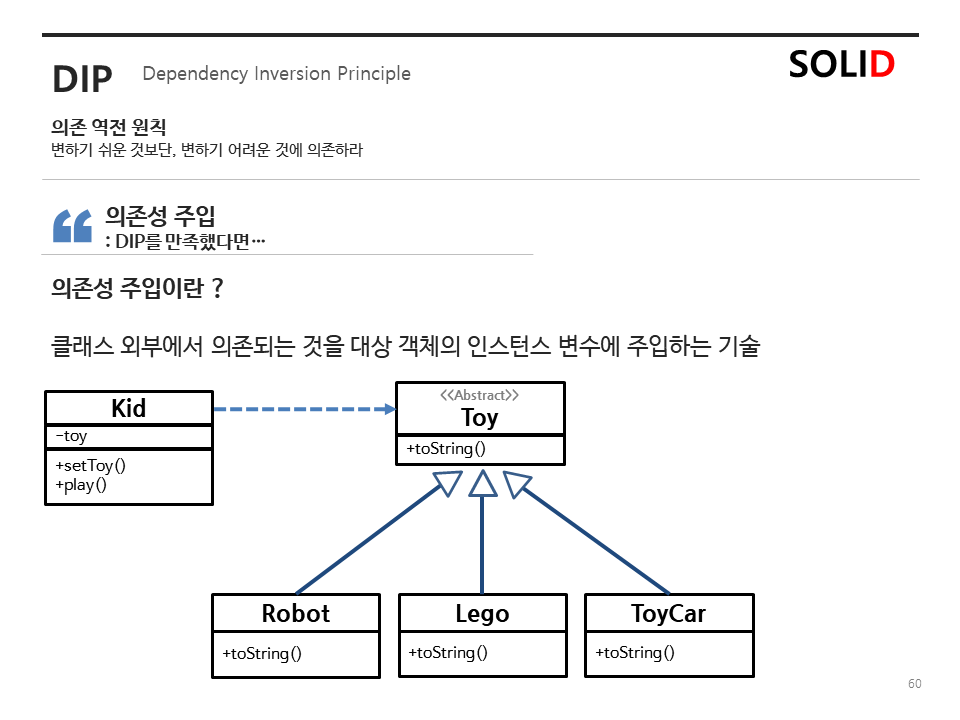 DIP
Dependency Inversion Principle
SOLID
의존 역전 원칙
변하기 쉬운 것보단, 변하기 어려운 것에 의존하라
의존성 주입
: DIP를 만족했다면…
의존성 주입이란 ?
클래스 외부에서 의존되는 것을 대상 객체의 인스턴스 변수에 주입하는 기술
Kid
-toy
+setToy()
+play()
<<Abstract>>
Toy
+toString()
Robot
+toString()
Lego
+toString()
ToyCar
+toString()
60